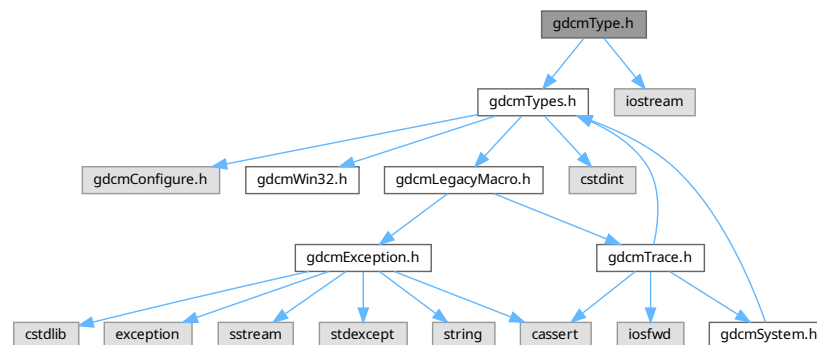 gdcmType.h
gdcmTypes.h
iostream
gdcmConfigure.h
gdcmWin32.h
gdcmLegacyMacro.h
cstdint
gdcmException.h
gdcmTrace.h
cstdlib
exception
sstream
stdexcept
string
cassert
iosfwd
gdcmSystem.h